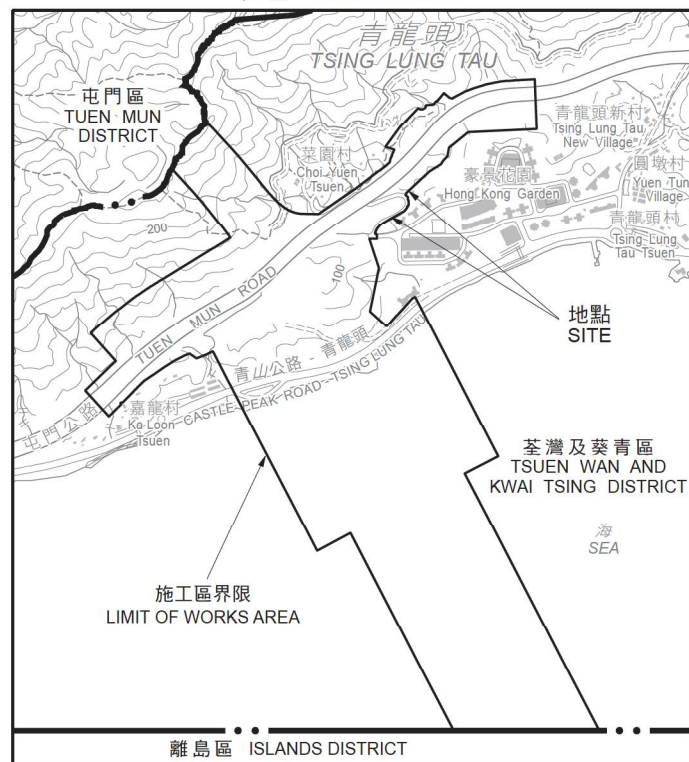 青龍頭
TSING LUNG TAU
屯門區
TUEN MUN
DISTRICT
菜園村
Choi Yuen
Tsuen
青龍頭新村
Tsing Lung Tau
New Village
豪景花園
Hong Kong Garden
圓墩村
Yuen Tun
Village
青龍頭村
Tsing Lung
Tau Tsuen
200
100
地點
SITE
TUEN MUN ROAD
屯門公路
青山公路 - 青龍頭
CASTLE PEAK ROAD - TSING LUNG TAU
嘉龍村
Ka Loon
Tsuen
荃灣及葵青區
TSUEN WAN AND
KWAI TSING DISTRICT
海
SEA
施工區界限
LIMIT OF WORKS AREA
離島區 ISLANDS DISTRICT